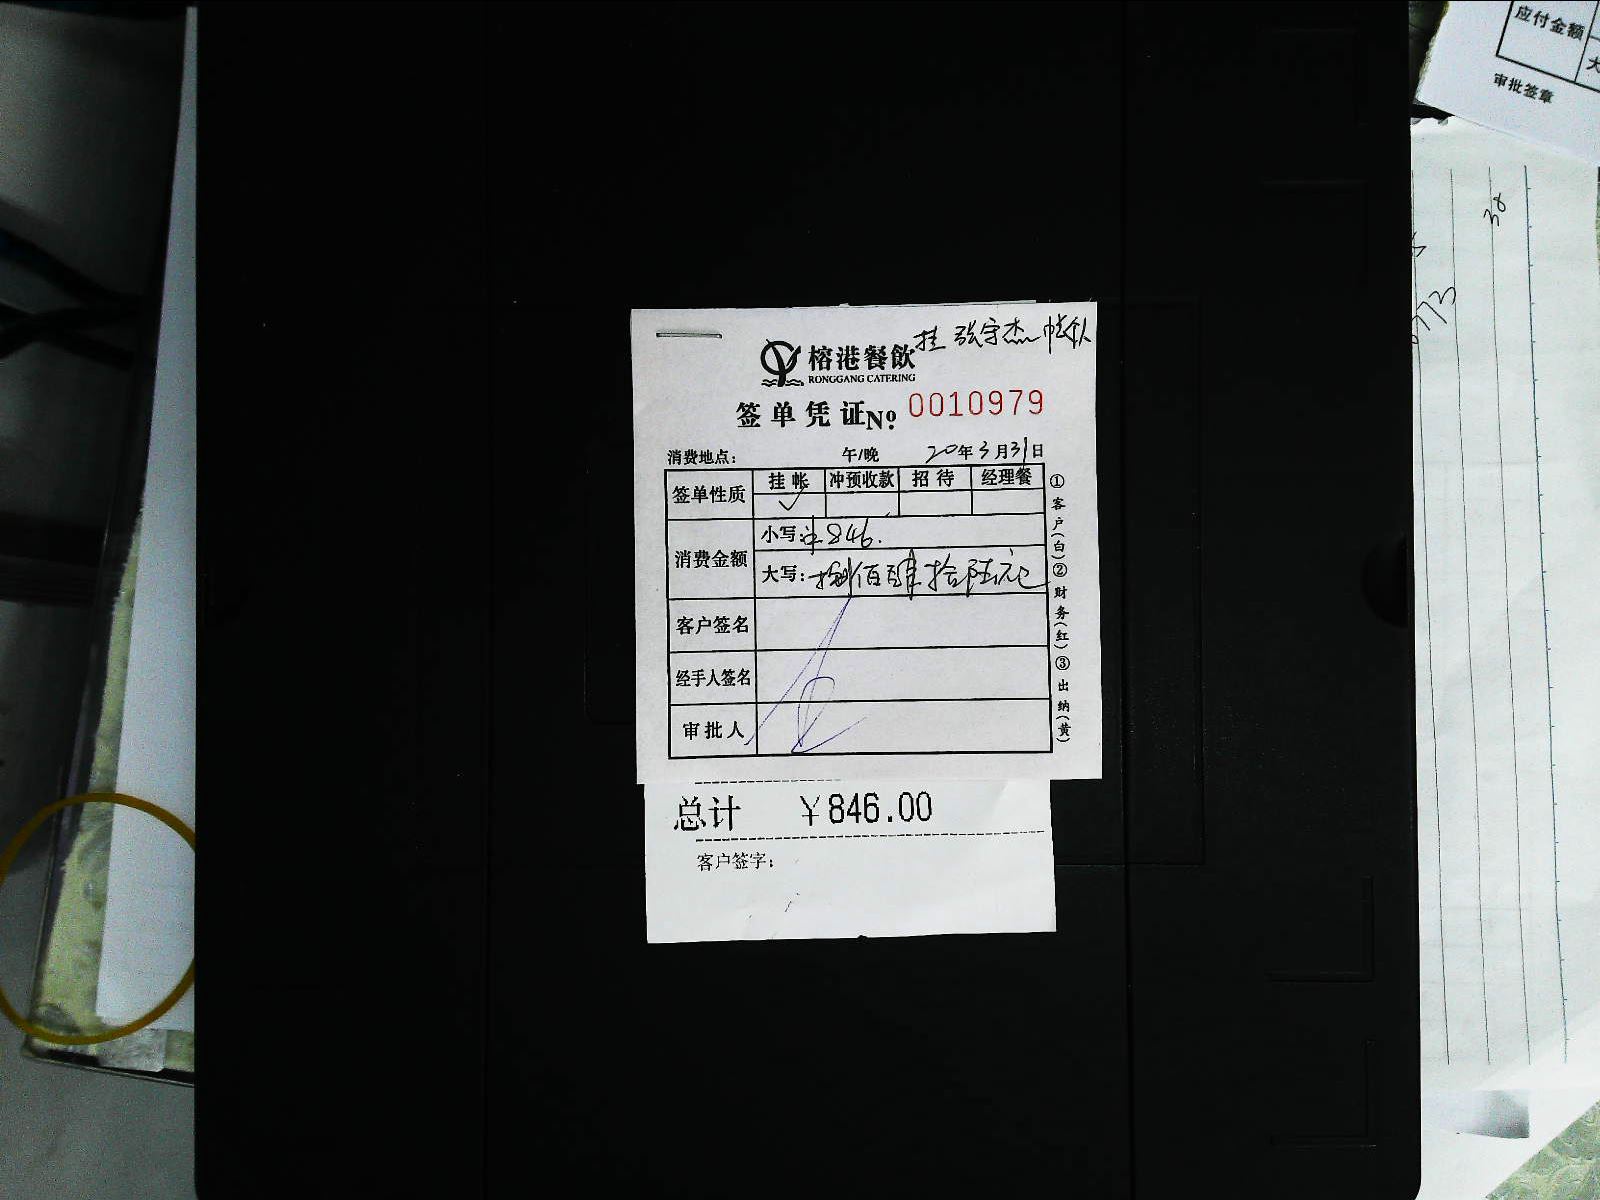 挂 张宇杰 帐
榕港餐飲
RONGGANG CATERING
签单凭证 № 0010979
消费地点： 午/晚 20年3月31日
签单性质 挂帐 冲预收款 招待 经理餐
✓
消费金额 小写：¥846.
大写：捌佰肆拾陆元
客户签名
经手人签名
审批人
①客户(白)②财务(红)③出纳(黄)
总计 ￥846.00
客户签字：
应付金额
大
审批签章
38